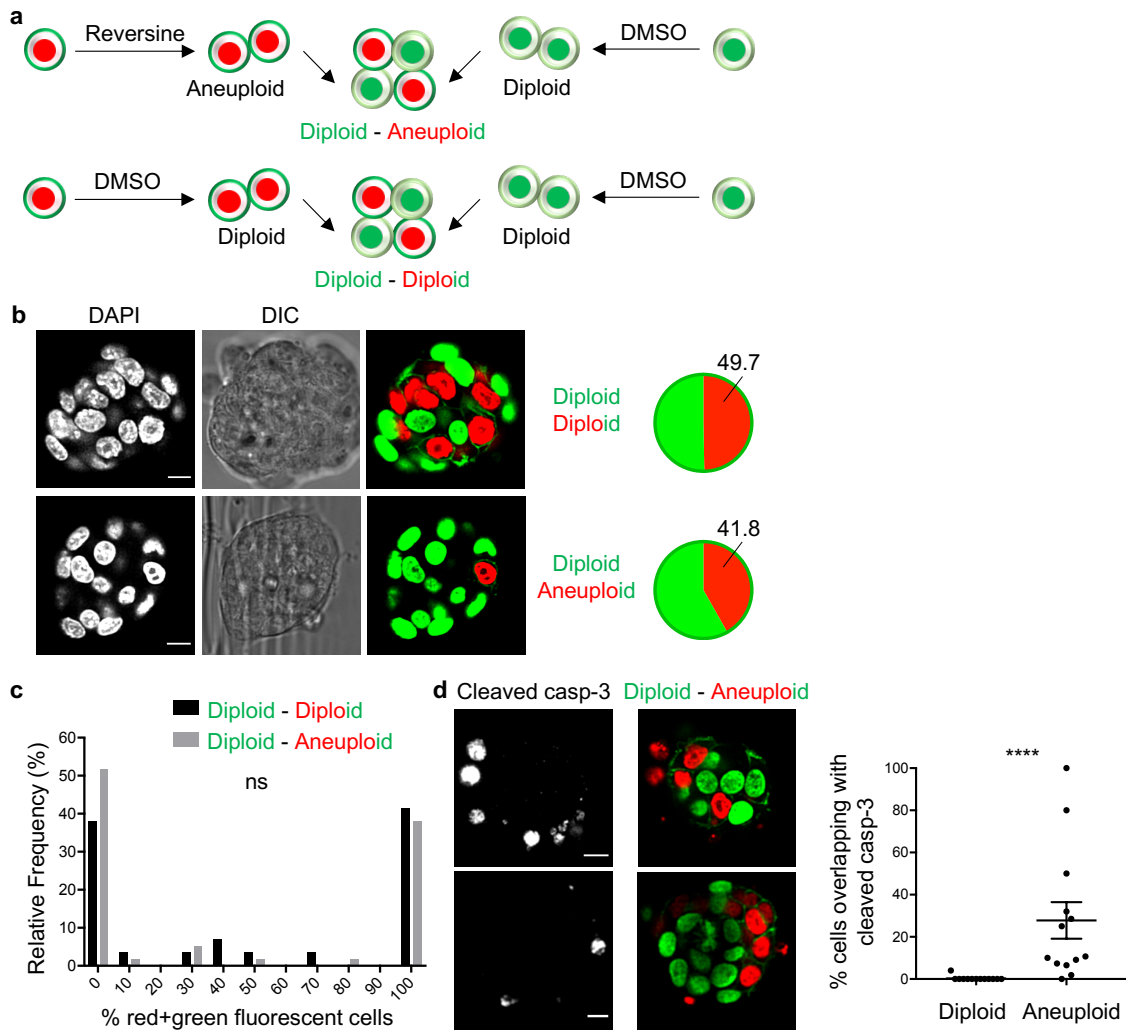 a
Reversine
DMSO
Aneuploid
Diploid
Diploid - Aneuploid
DMSO
DMSO
Diploid
Diploid
Diploid - Diploid
b
DAPI
DIC
49.7
Diploid
Diploid
41.8
Diploid
Aneuploid
c
Diploid - Diploid
Diploid - Aneuploid
Relative Frequency (%)
60
50
40
30
20
10
0
ns
0
10
20
30
40
50
60
70
80
90
100
% red+green fluorescent cells
d
Cleaved casp-3
Diploid - Aneuploid
% cells overlapping with
cleaved casp-3
100
80
60
40
20
0
****
Diploid
Aneuploid